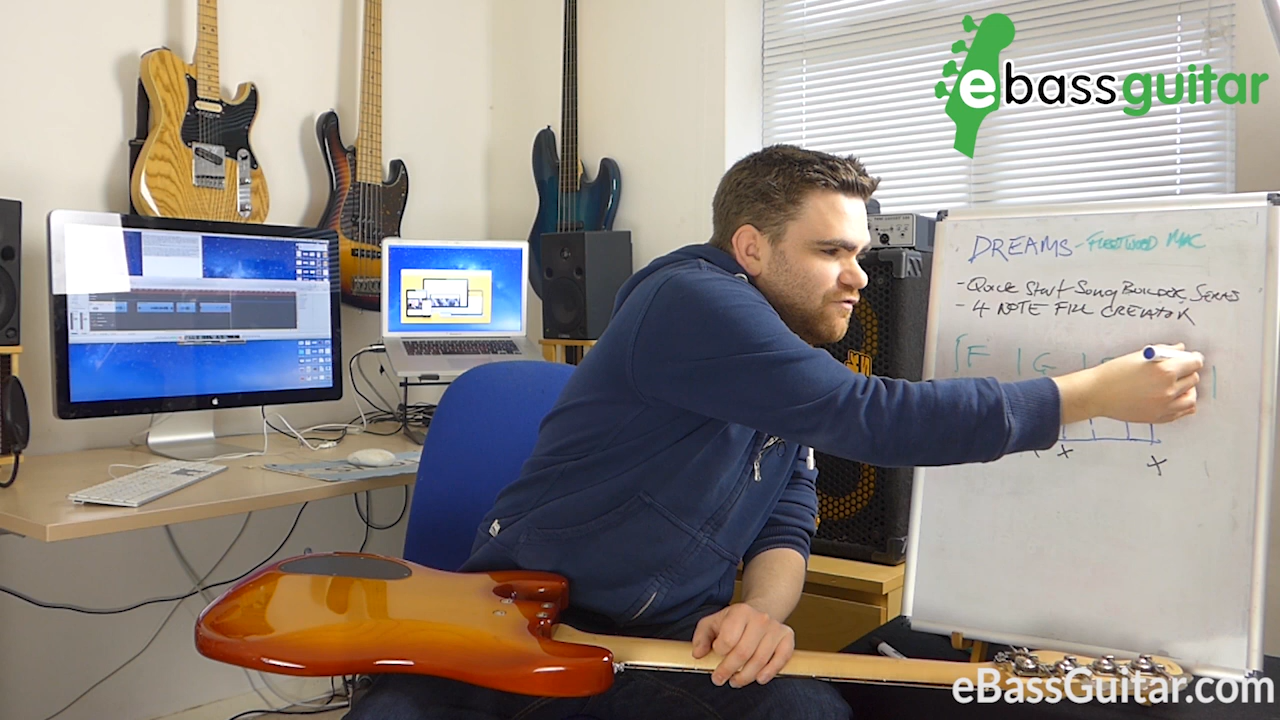 ebassguitar
DREAMS - FLEETWOOD MAC
- Quick Start Song Builder Series
- 4 NOTE FILL CREATOR
F | G |
x x
eBassGuitar.com